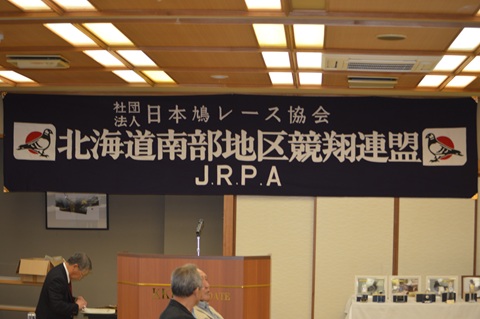 社団法人 日本鳩レース協会
北海道南部地区競翔連盟
J.R.P.A